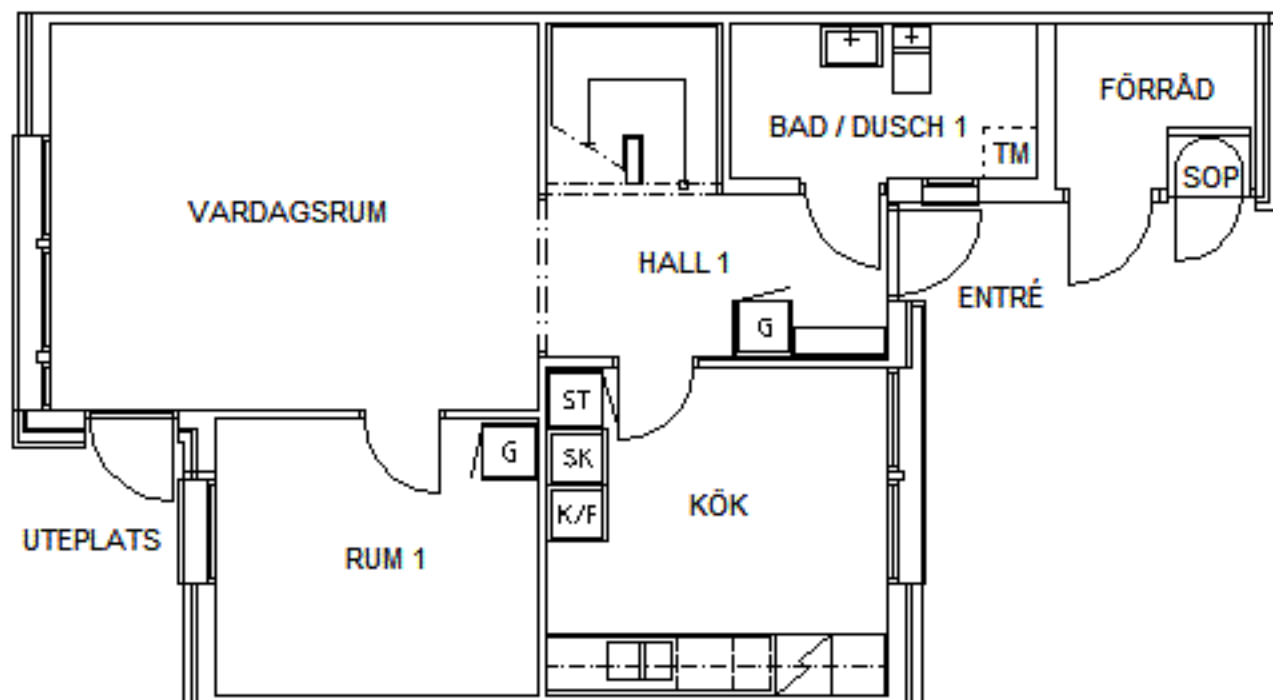 FÖRRÅD
BAD / DUSCH 1
TM
SOP
VARDAGSRUM
HALL 1
ENTRÉ
G
ST
G
SK
KÖK
K/F
UTEPLATS
RUM 1